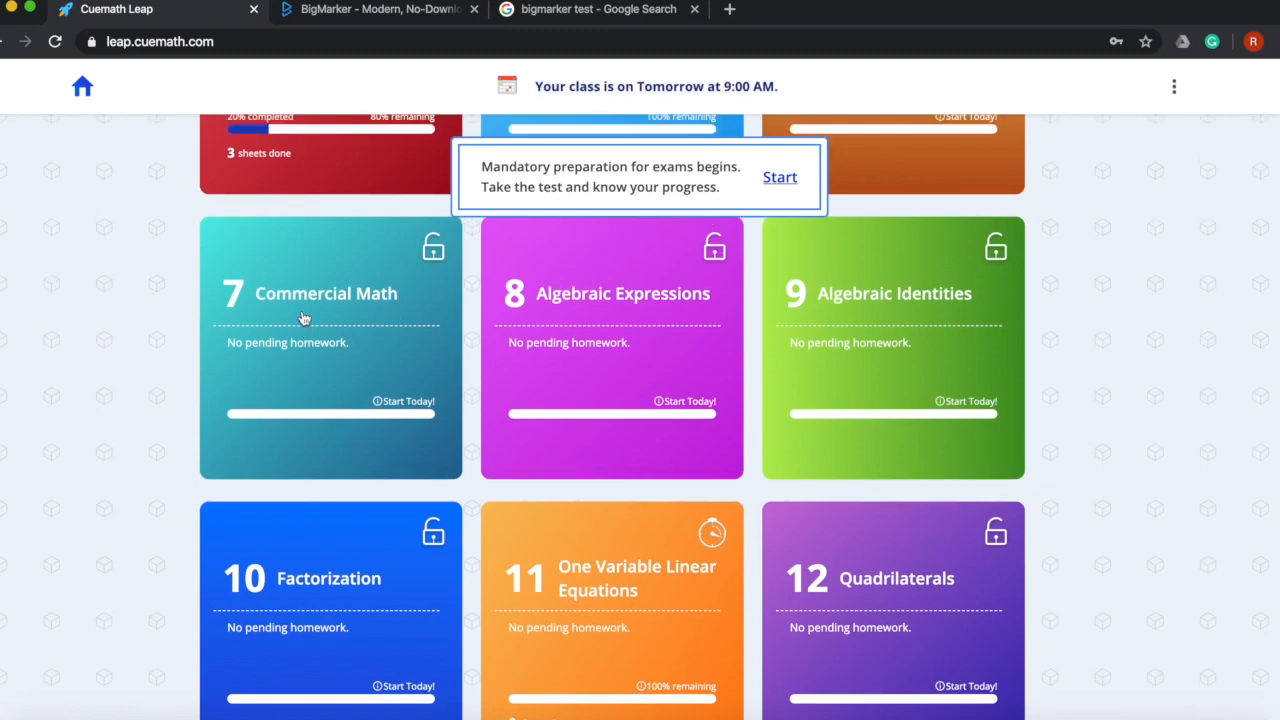 Cuemath Leap
BigMarker - Modern, No-Downlo
bigmarker test - Google Search
leap.cuemath.com
R
Your class is on Tomorrow at 9:00 AM.
20% completed 80% remaining
100% remaining
Start Today!
3 sheets done
Mandatory preparation for exams begins.
Take the test and know your progress.
Start
7 Commercial Math
No pending homework.
Start Today!
8 Algebraic Expressions
No pending homework.
Start Today!
9 Algebraic Identities
No pending homework.
Start Today!
10 Factorization
No pending homework.
Start Today!
11 One Variable Linear
Equations
No pending homework.
100% remaining
12 Quadrilaterals
No pending homework.
Start Today!